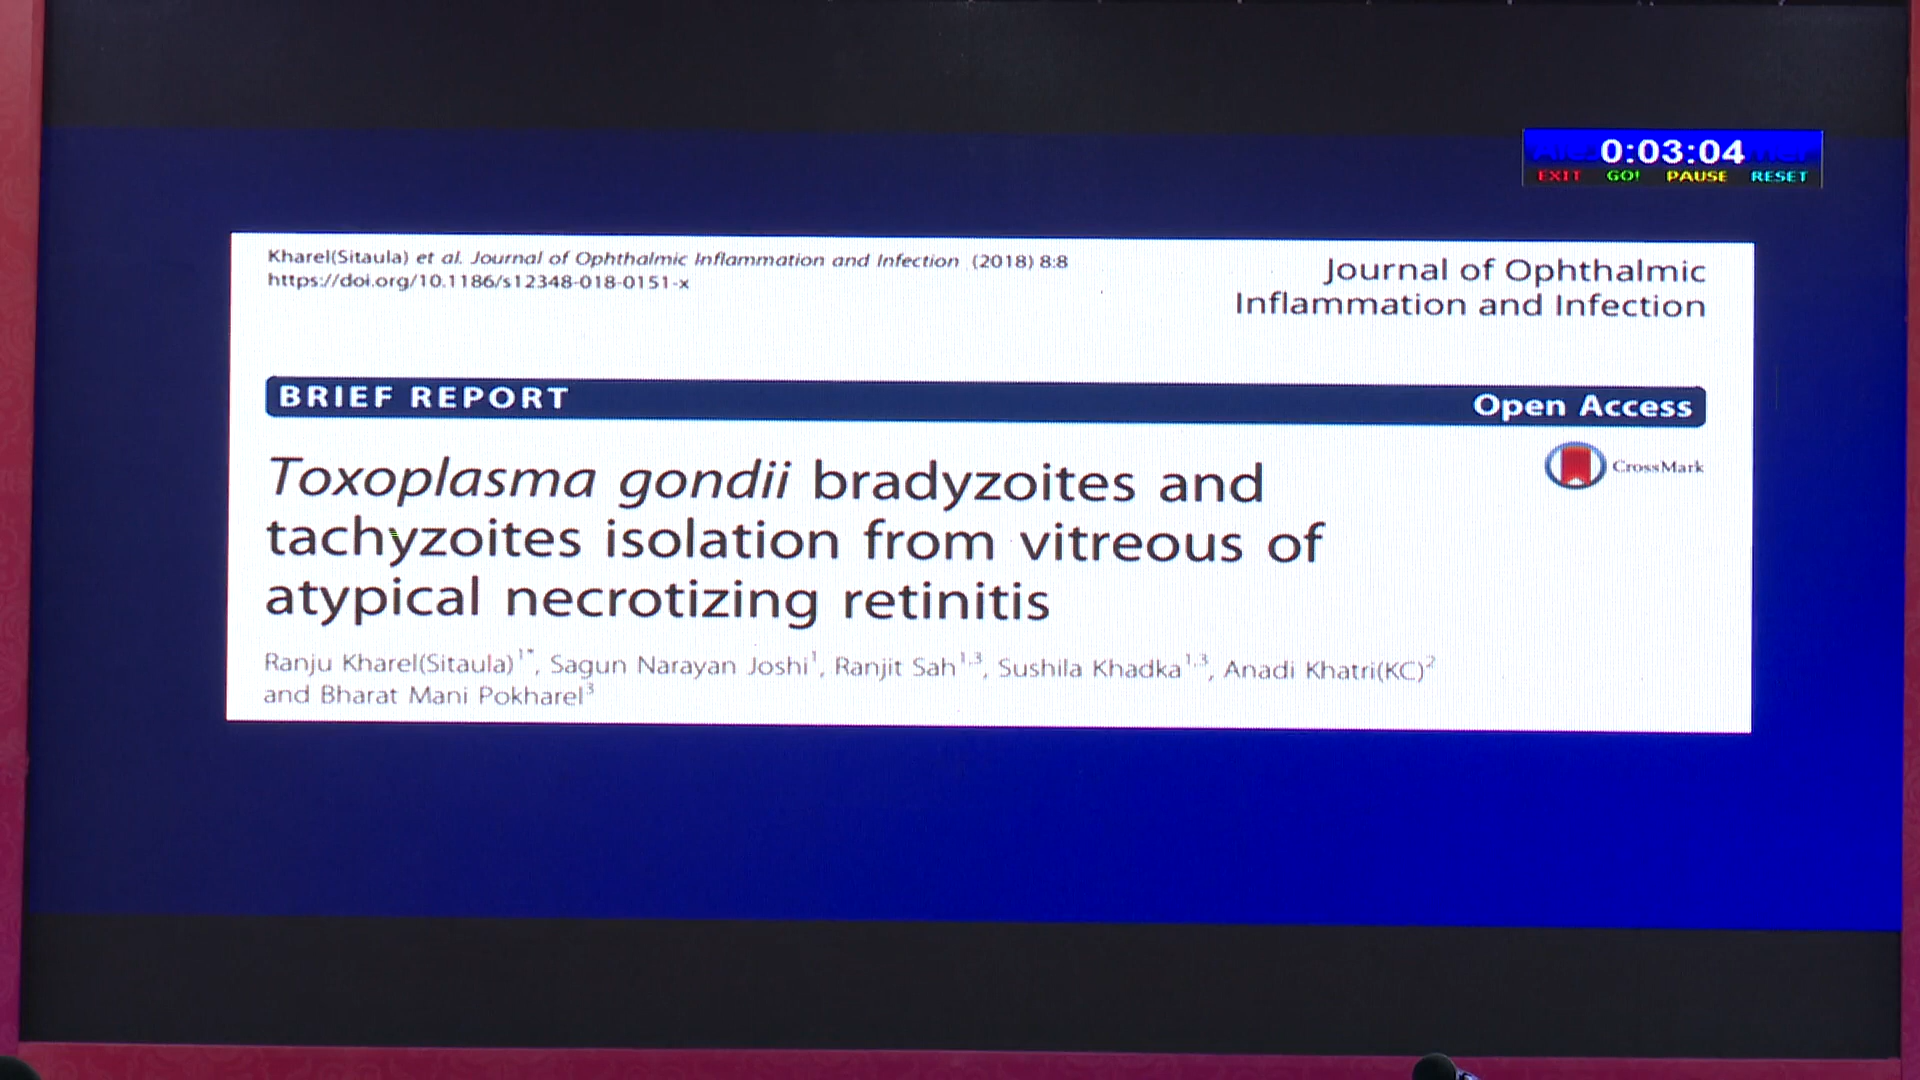 0:03:04
EXIT GO! PAUSE RESET
Kharel(Sitaula) et al. Journal of Ophthalmic Inflammation and Infection (2018) 8:8
https://doi.org/10.1186/s12348-018-0151-x
Journal of Ophthalmic
Inflammation and Infection
BRIEF REPORT
Open Access
Toxoplasma gondii bradyzoites and
tachyzoites isolation from vitreous of
atypical necrotizing retinitis
CrossMark
Ranju Kharel(Sitaula)1*, Sagun Narayan Joshi1, Ranjit Sah1,3, Sushila Khadka1,3, Anadi Khatri(KC)2
and Bharat Mani Pokharel3